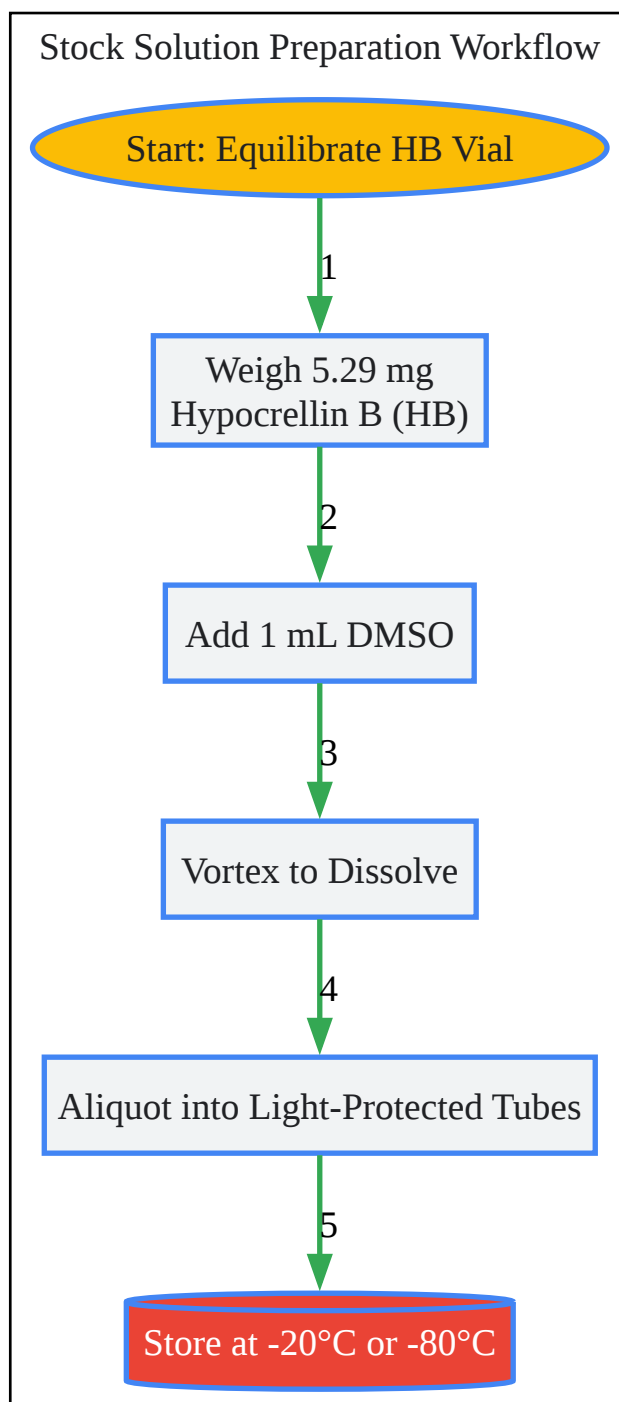 Stock Solution Preparation Workflow
Start: Equilibrate HB Vial
1
Weigh 5.29 mg
Hypocrellin B (HB)
2
Add 1 mL DMSO
3
Vortex to Dissolve
4
Aliquot into Light-Protected Tubes
5
Store at -20°C or -80°C